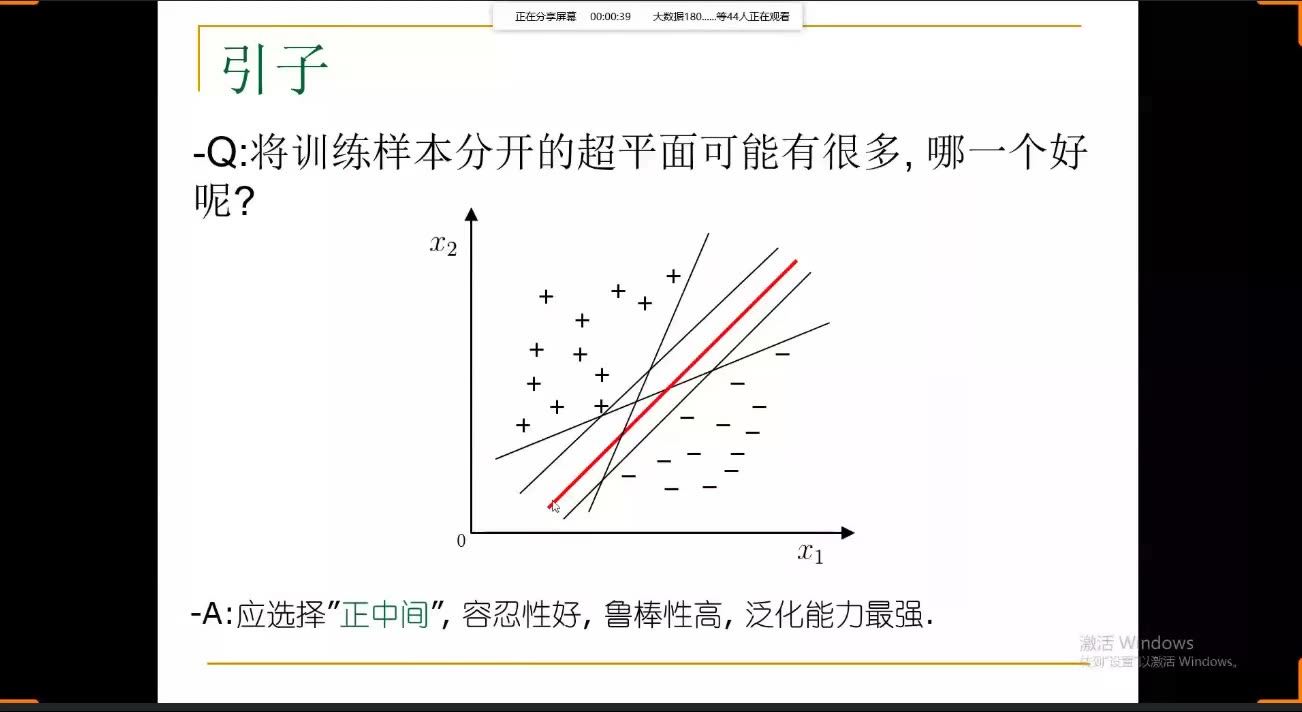 正在分享屏幕 00:00:39 大数据180......等44人正在观看
引子
-Q:将训练样本分开的超平面可能有很多, 哪一个好
呢?
x2
0
x1
-A:应选择"正中间", 容忍性好, 鲁棒性高, 泛化能力最强.
激活 Windows
转到"设置"以激活 Windows。